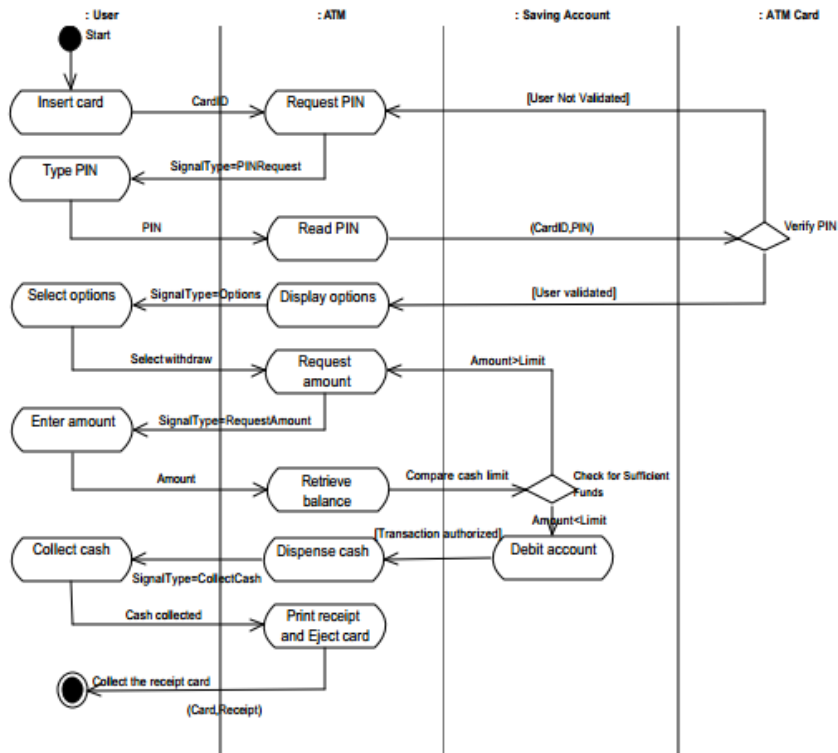 : User
: ATM
: Saving Account
: ATM Card
Start
Insert card
CardID
Request PIN
[User Not Validated]
Type PIN
SignalType=PINRequest
PIN
Read PIN
(CardID,PIN)
Verify PIN
Select options
SignalType=Options
Display options
[User validated]
Select withdraw
Request
amount
Amount>Limit
Enter amount
SignalType=RequestAmount
Amount
Retrieve
balance
Compare cash limit
Check for Sufficient
Funds
Amount<Limit
Collect cash
Dispense cash
[Transaction authorized]
Debit account
SignalType=CollectCash
Cash collected
Print receipt
and Eject card
Collect the receipt card
(Card,Receipt)